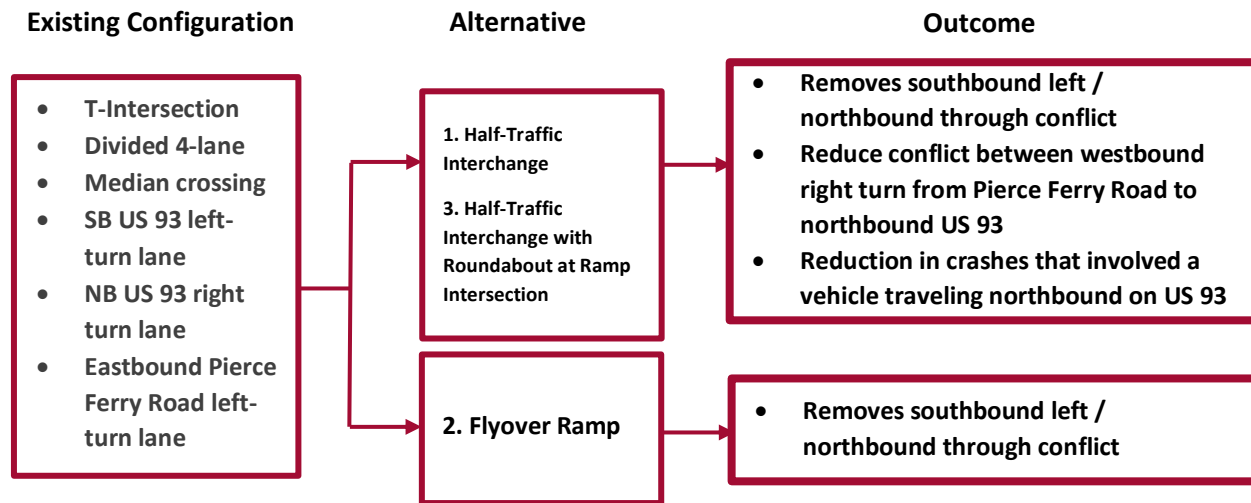 Existing Configuration
Alternative
Outcome
• T-Intersection
• Divided 4-lane
• Median crossing
• SB US 93 left-
turn lane
• NB US 93 right
turn lane
• Eastbound Pierce
Ferry Road left-
turn lane
1. Half-Traffic
Interchange
3. Half-Traffic
Interchange with
Roundabout at Ramp
Intersection
2. Flyover Ramp
• Removes southbound left /
northbound through conflict
• Reduce conflict between westbound
right turn from Pierce Ferry Road to
northbound US 93
• Reduction in crashes that involved a
vehicle traveling northbound on US 93
• Removes southbound left /
northbound through conflict